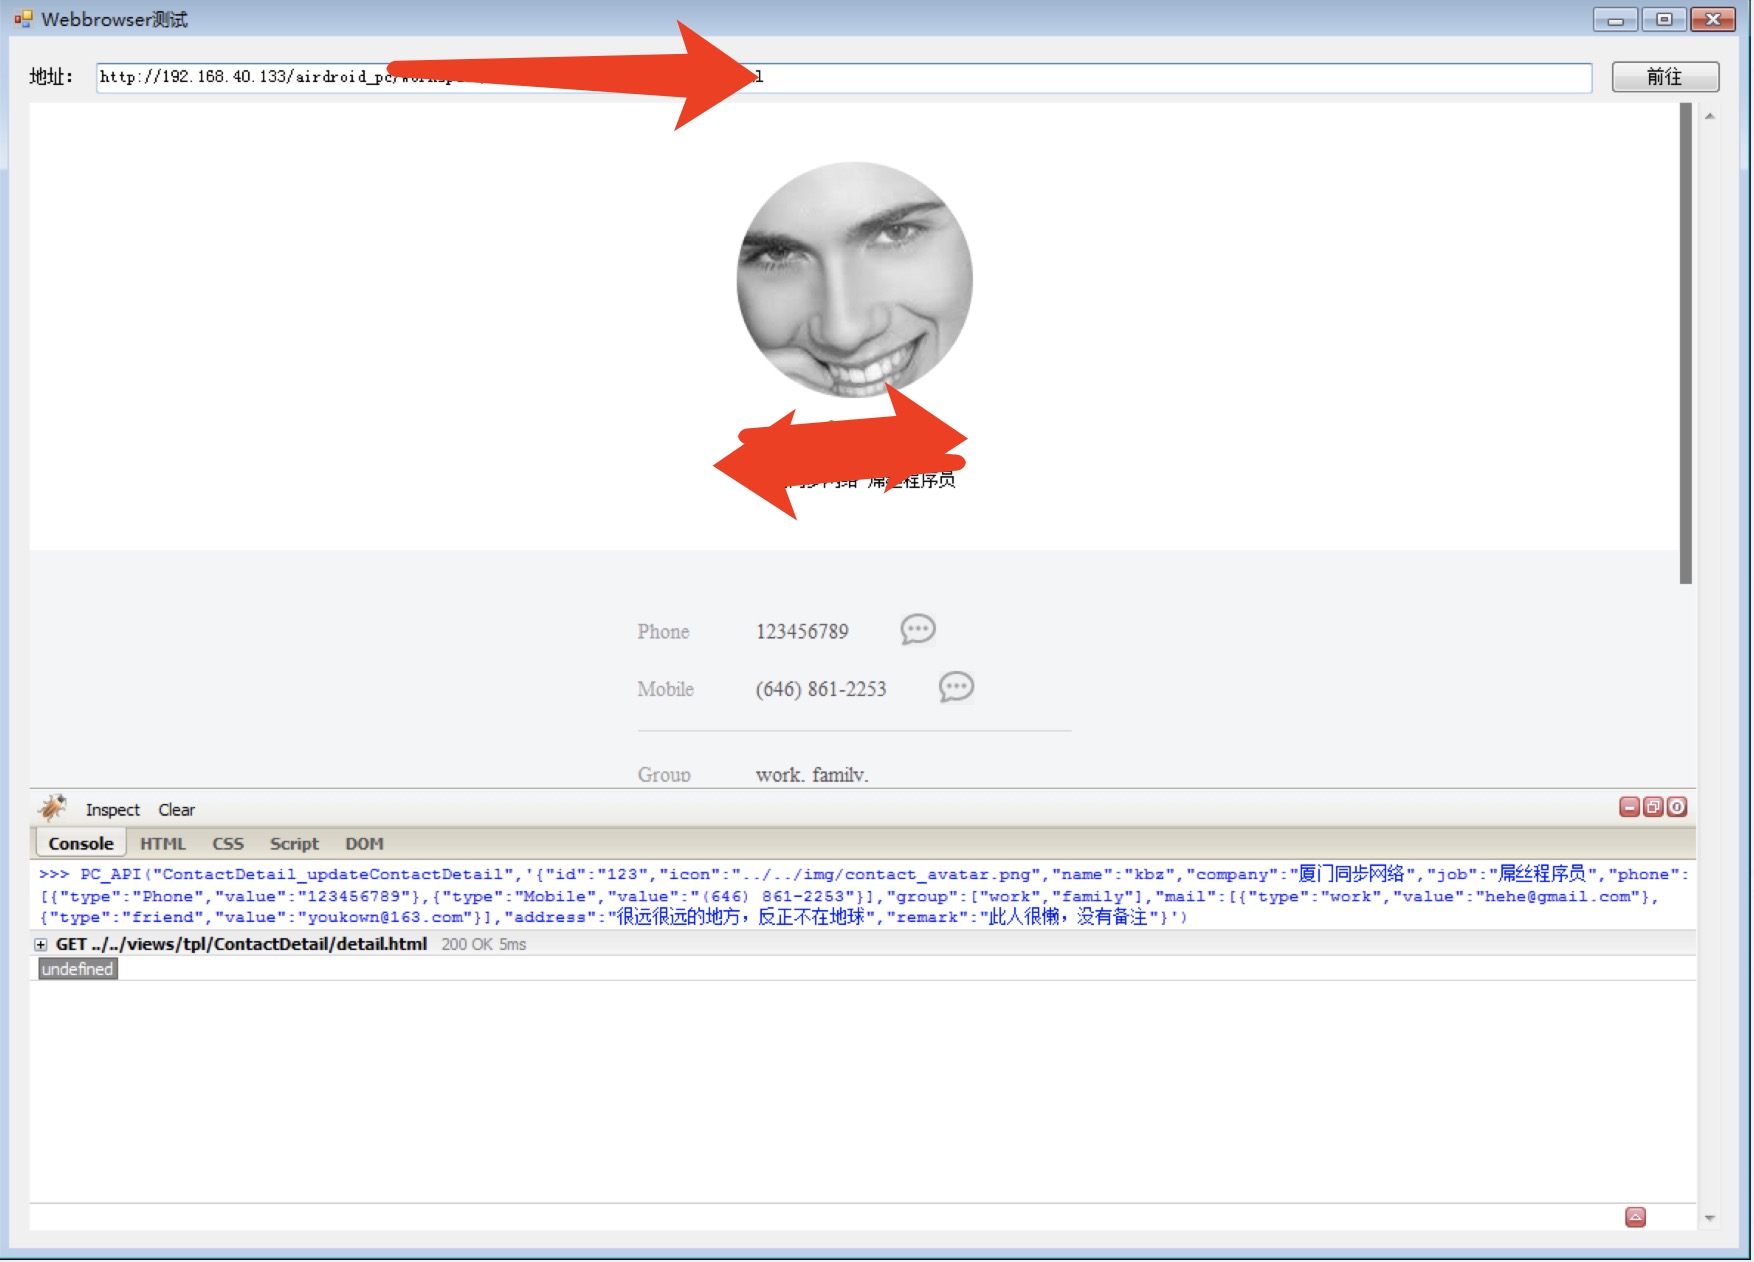 Webbrowser测试
地址: http://192.168.40.133/airdroid_pc/ 前往
程序员
Phone 123456789
Mobile (646) 861-2253
Group work, family.
Inspect Clear
Console HTML CSS Script DOM
>>> PC_API("ContactDetail_updateContactDetail",'{"id":"123","icon":"../../img/contact_avatar.png","name":"kbz","company":"厦门同步网络","job":"屌丝程序员","phone":
[{"type":"Phone","value":"123456789"},{"type":"Mobile","value":"(646) 861-2253"}],"group":["work","family"],"mail":[{"type":"work","value":"hehe@gmail.com"},
{"type":"friend","value":"youkown@163.com"}],"address":"很远很远的地方，反正不在地球","remark":"此人很懒，没有备注"}')
GET ../../views/tpl/ContactDetail/detail.html 200 OK 5ms
undefined